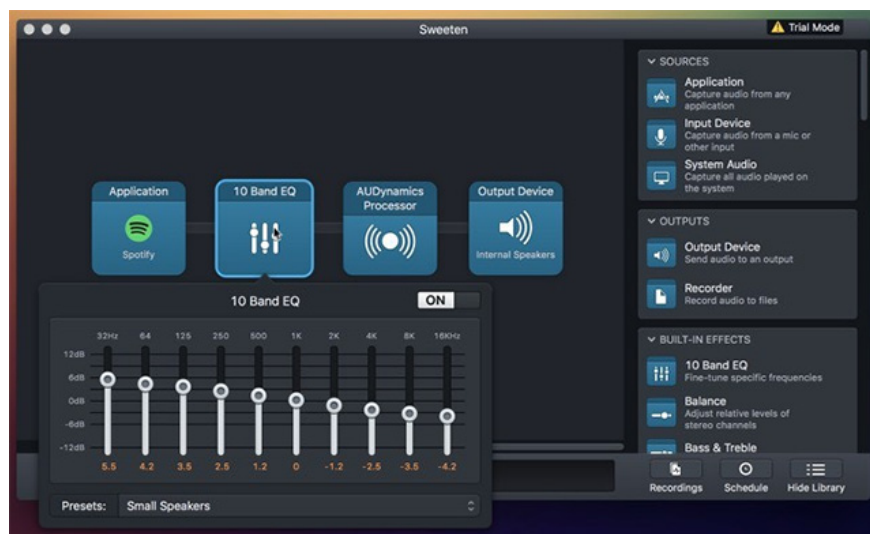 Sweeten
Trial Mode
Application
Spotify
10 Band EQ
AUDynamics
Processor
Output Device
Internal Speakers
10 Band EQ
ON
32Hz 64 125 250 500 1K 2K 4K 8K 16KHz
12dB
6dB
0dB
-6dB
-12dB
5.5 4.2 3.5 2.5 1.2 0 -1.2 -2.5 -3.5 -4.2
Presets: Small Speakers
SOURCES
Application
Capture audio from any
application
Input Device
Capture audio from a mic or
other input
System Audio
Capture all audio played on
the system
OUTPUTS
Output Device
Send audio to an output
Recorder
Record audio to files
BUILT-IN EFFECTS
10 Band EQ
Fine-tune specific frequencies
Balance
Adjust relative levels of
stereo channels
Bass & Treble
Recordings Schedule Hide Library